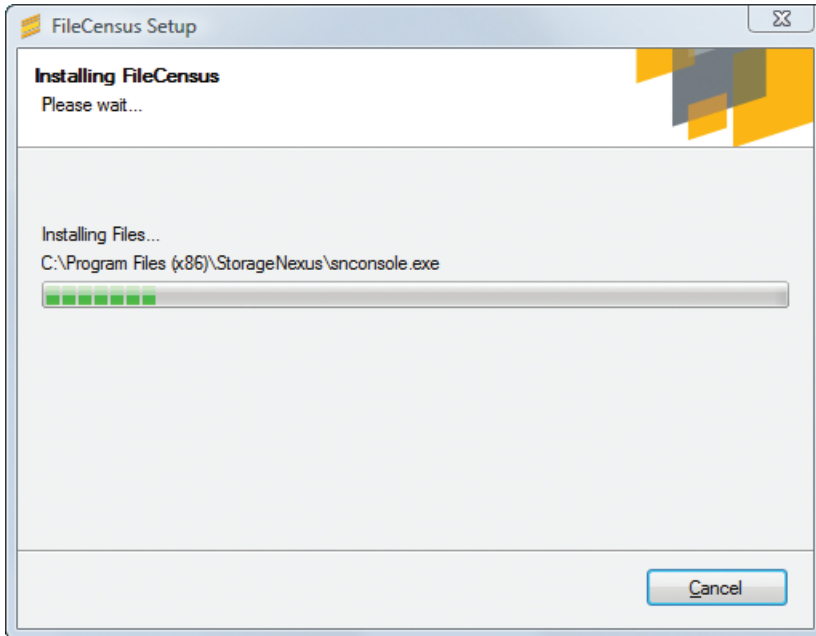 FileCensus Setup
Installing FileCensus
Please wait...
Installing Files...
C:\Program Files (x86)\StorageNexus\snconsole.exe
Cancel